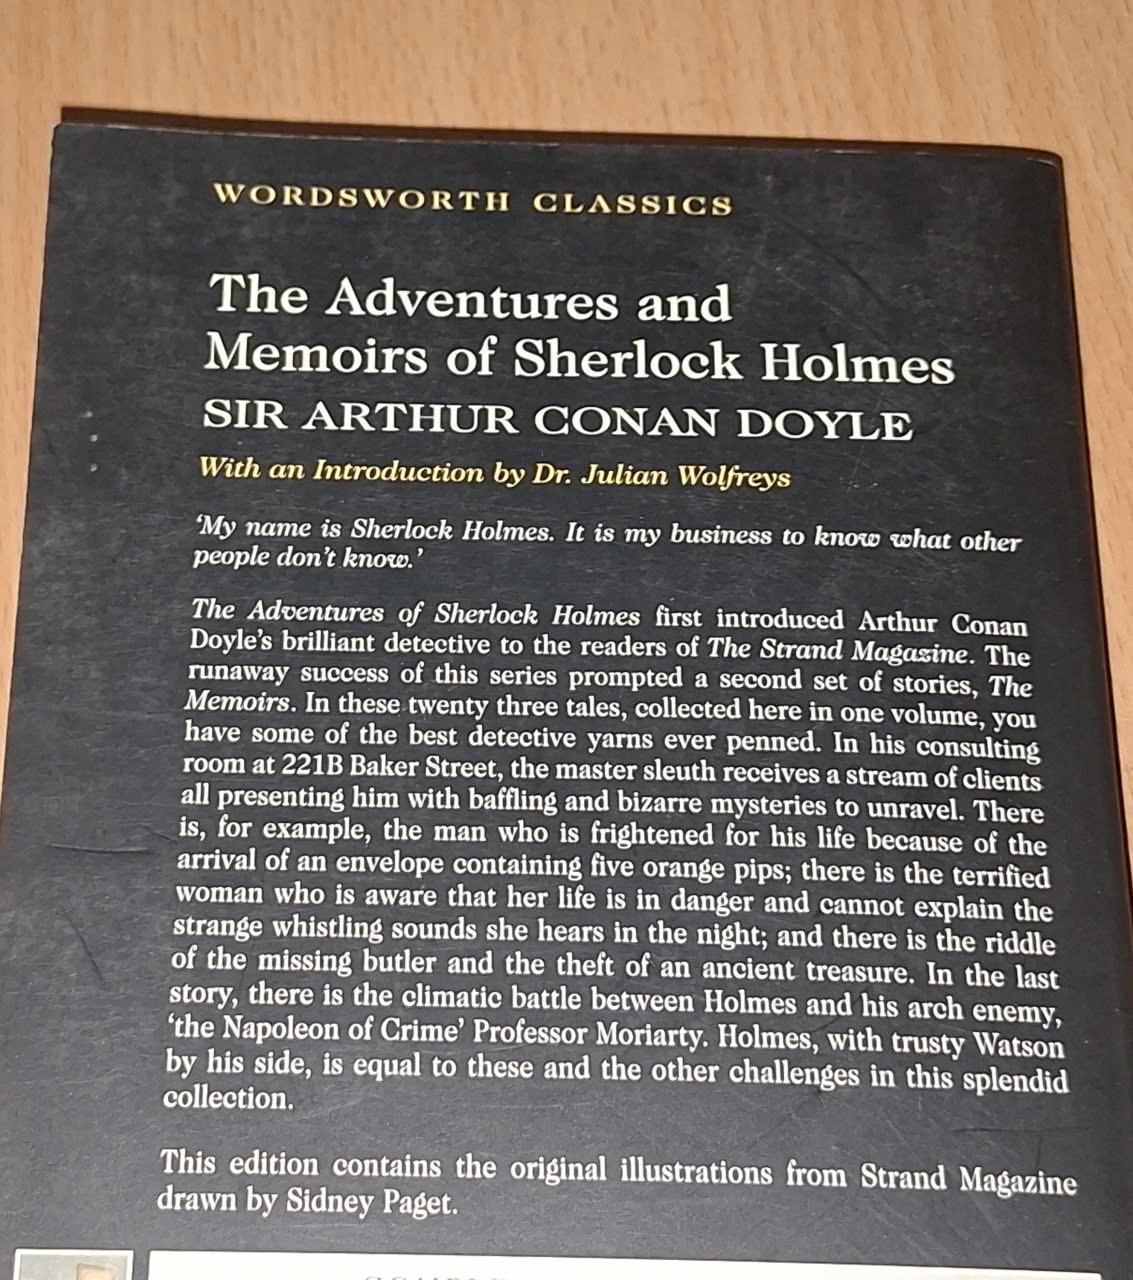 WORDSWORTH CLASSICS
The Adventures and
Memoirs of Sherlock Holmes
SIR ARTHUR CONAN DOYLE
With an Introduction by Dr. Julian Wolfreys
‘My name is Sherlock Holmes. It is my business to know what other
people don’t know.’
The Adventures of Sherlock Holmes first introduced Arthur Conan
Doyle’s brilliant detective to the readers of The Strand Magazine. The
runaway success of this series prompted a second set of stories, The
Memoirs. In these twenty three tales, collected here in one volume, you
have some of the best detective yarns ever penned. In his consulting
room at 221B Baker Street, the master sleuth receives a stream of clients
all presenting him with baffling and bizarre mysteries to unravel. There
is, for example, the man who is frightened for his life because of the
arrival of an envelope containing five orange pips; there is the terrified
woman who is aware that her life is in danger and cannot explain the
strange whistling sounds she hears in the night; and there is the riddle
of the missing butler and the theft of an ancient treasure. In the last
story, there is the climatic battle between Holmes and his arch enemy,
‘the Napoleon of Crime’ Professor Moriarty. Holmes, with trusty Watson
by his side, is equal to these and the other challenges in this splendid
collection.
This edition contains the original illustrations from Strand Magazine
drawn by Sidney Paget.